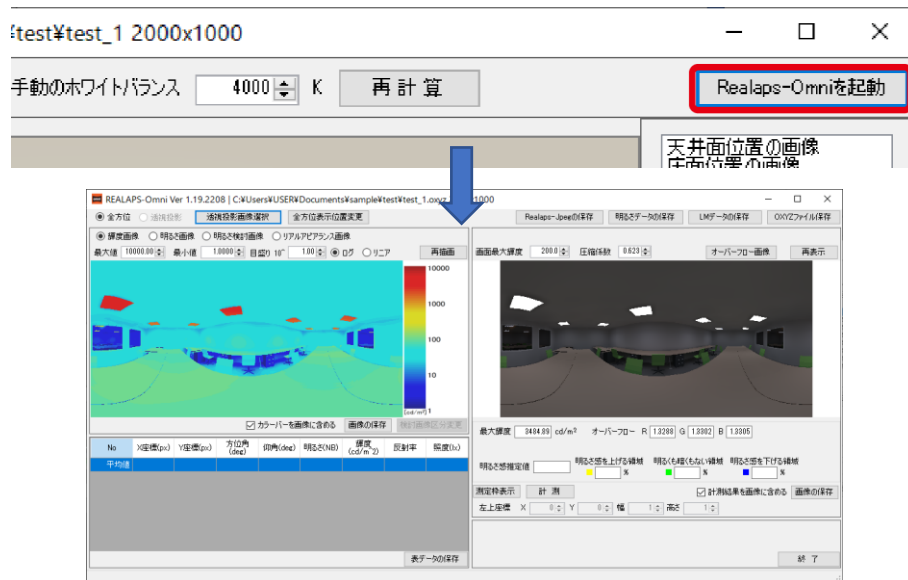 ¥test¥test_1 2000x1000
手動のホワイトバランス 4000 K 再 計 算 Realaps-Omniを起動
天井面位置の画像
床面位置の画像
REALAPS-Omni Ver 1.19.2208 | C:¥Users¥USER¥Documents¥sample¥test¥test_1.oxyz 1000
全方位 透視投影 透視投影画像選択 全方位表示位置変更 Realaps-Jpegの保存 明るさデータの保存 LMデータの保存 OXYZファイル保存
輝度画像 明るさ画像 明るさ検討画像 リアルアピアランス画像
最大値 10000.00 最小値 1.0000 目盛り 10^ 1.00 ログ リニア 再描画 画面最大輝度 200.0 圧縮係数 0.623 オーバーフロー画像 再表示
10000
1000
100
10
[cd/m²] 1
カラーバーを画像に含める 画像の保存 検討画像区分変更
最大輝度 3484.89 cd/m² オーバーフロー R 1.3288 G 1.3302 B 1.3305
No X座標(px) Y座標(px) 方位角(deg) 仰角(deg) 明るさ(NB) 輝度(cd/m^2) 反射率 照度(lx)
平均値
明るさ感推定値 明るさ感を上げる領域 % 明るくも暗くもない領域 % 明るさ感を下げる領域 %
測定枠表示 計 測 計測結果を画像に含める 画像の保存
左上座標 X 0 Y 0 幅 1 高さ 1
表データの保存 終 了